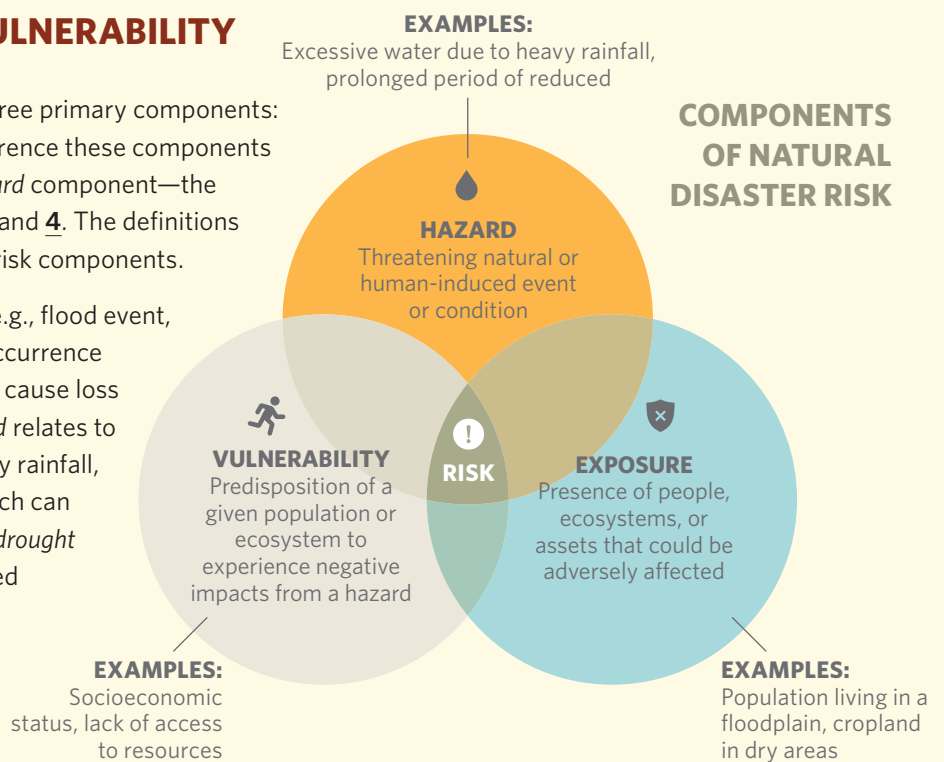 ULNERABILITY
ree primary components:
rence these components
ard component—the
and 4. The definitions
risk components.
e.g., flood event,
ccurrence
cause loss
d relates to
y rainfall,
ch can
drought
ed
EXAMPLES:
Excessive water due to heavy rainfall,
prolonged period of reduced
COMPONENTS
OF NATURAL
DISASTER RISK
HAZARD
Threatening natural or
human-induced event
or condition
VULNERABILITY
Predisposition of a
given population or
ecosystem to
experience negative
impacts from a hazard
!
RISK
EXPOSURE
Presence of people,
ecosystems, or
assets that could be
adversely affected
EXAMPLES:
Socioeconomic
status, lack of access
to resources
EXAMPLES:
Population living in a
floodplain, cropland
in dry areas